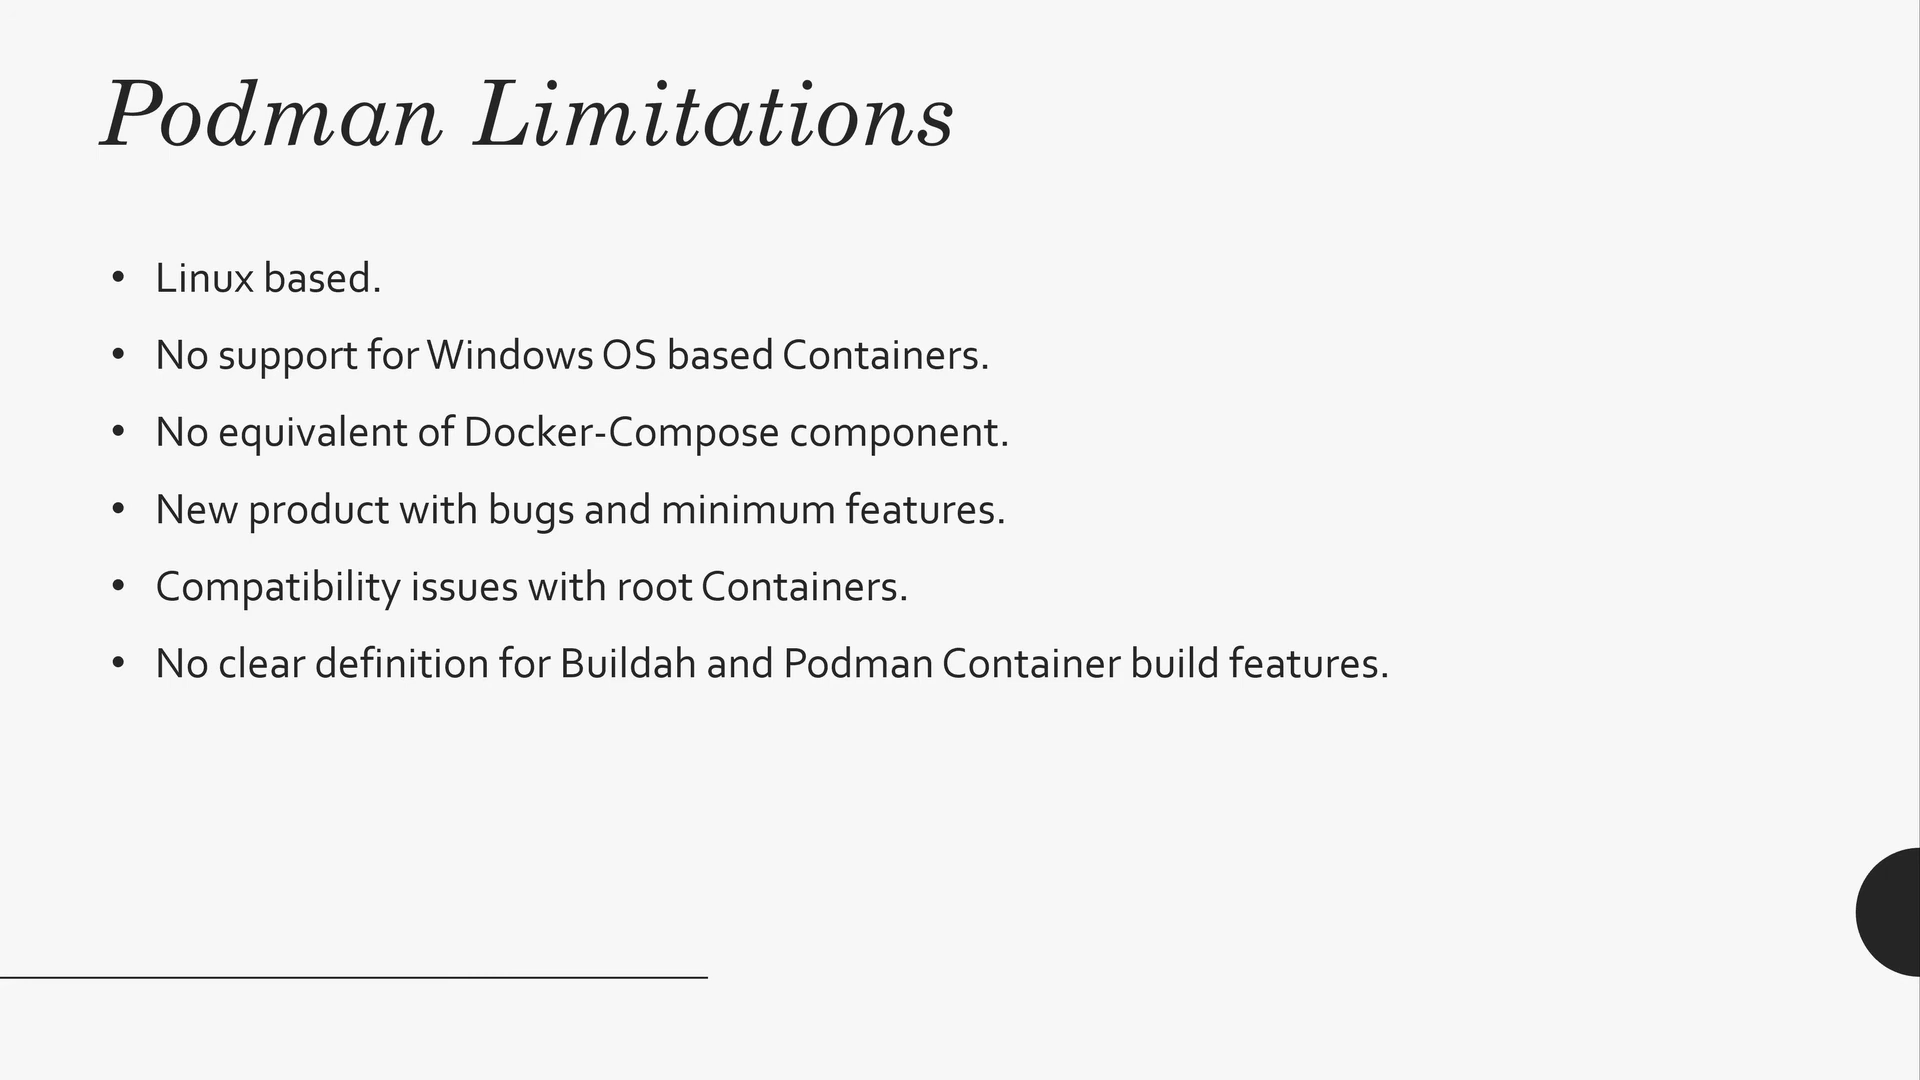 Podman Limitations
• Linux based.
• No support for Windows OS based Containers.
• No equivalent of Docker-Compose component.
• New product with bugs and minimum features.
• Compatibility issues with root Containers.
• No clear definition for Buildah and Podman Container build features.